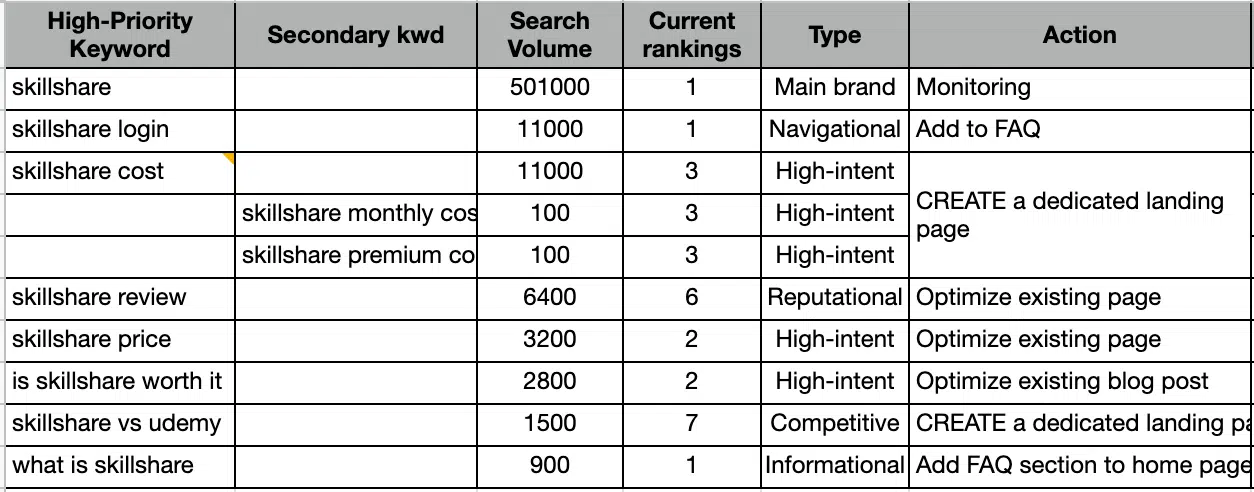 High-Priority Keyword Secondary kwd Search Volume Current rankings Type Action
skillshare 501000 1 Main brand Monitoring
skillshare login 11000 1 Navigational Add to FAQ
skillshare cost 11000 3 High-intent CREATE a dedicated landing page
skillshare monthly cos 100 3 High-intent
skillshare premium co 100 3 High-intent
skillshare review 6400 6 Reputational Optimize existing page
skillshare price 3200 2 High-intent Optimize existing page
is skillshare worth it 2800 2 High-intent Optimize existing blog post
skillshare vs udemy 1500 7 Competitive CREATE a dedicated landing pa
what is skillshare 900 1 Informational Add FAQ section to home page